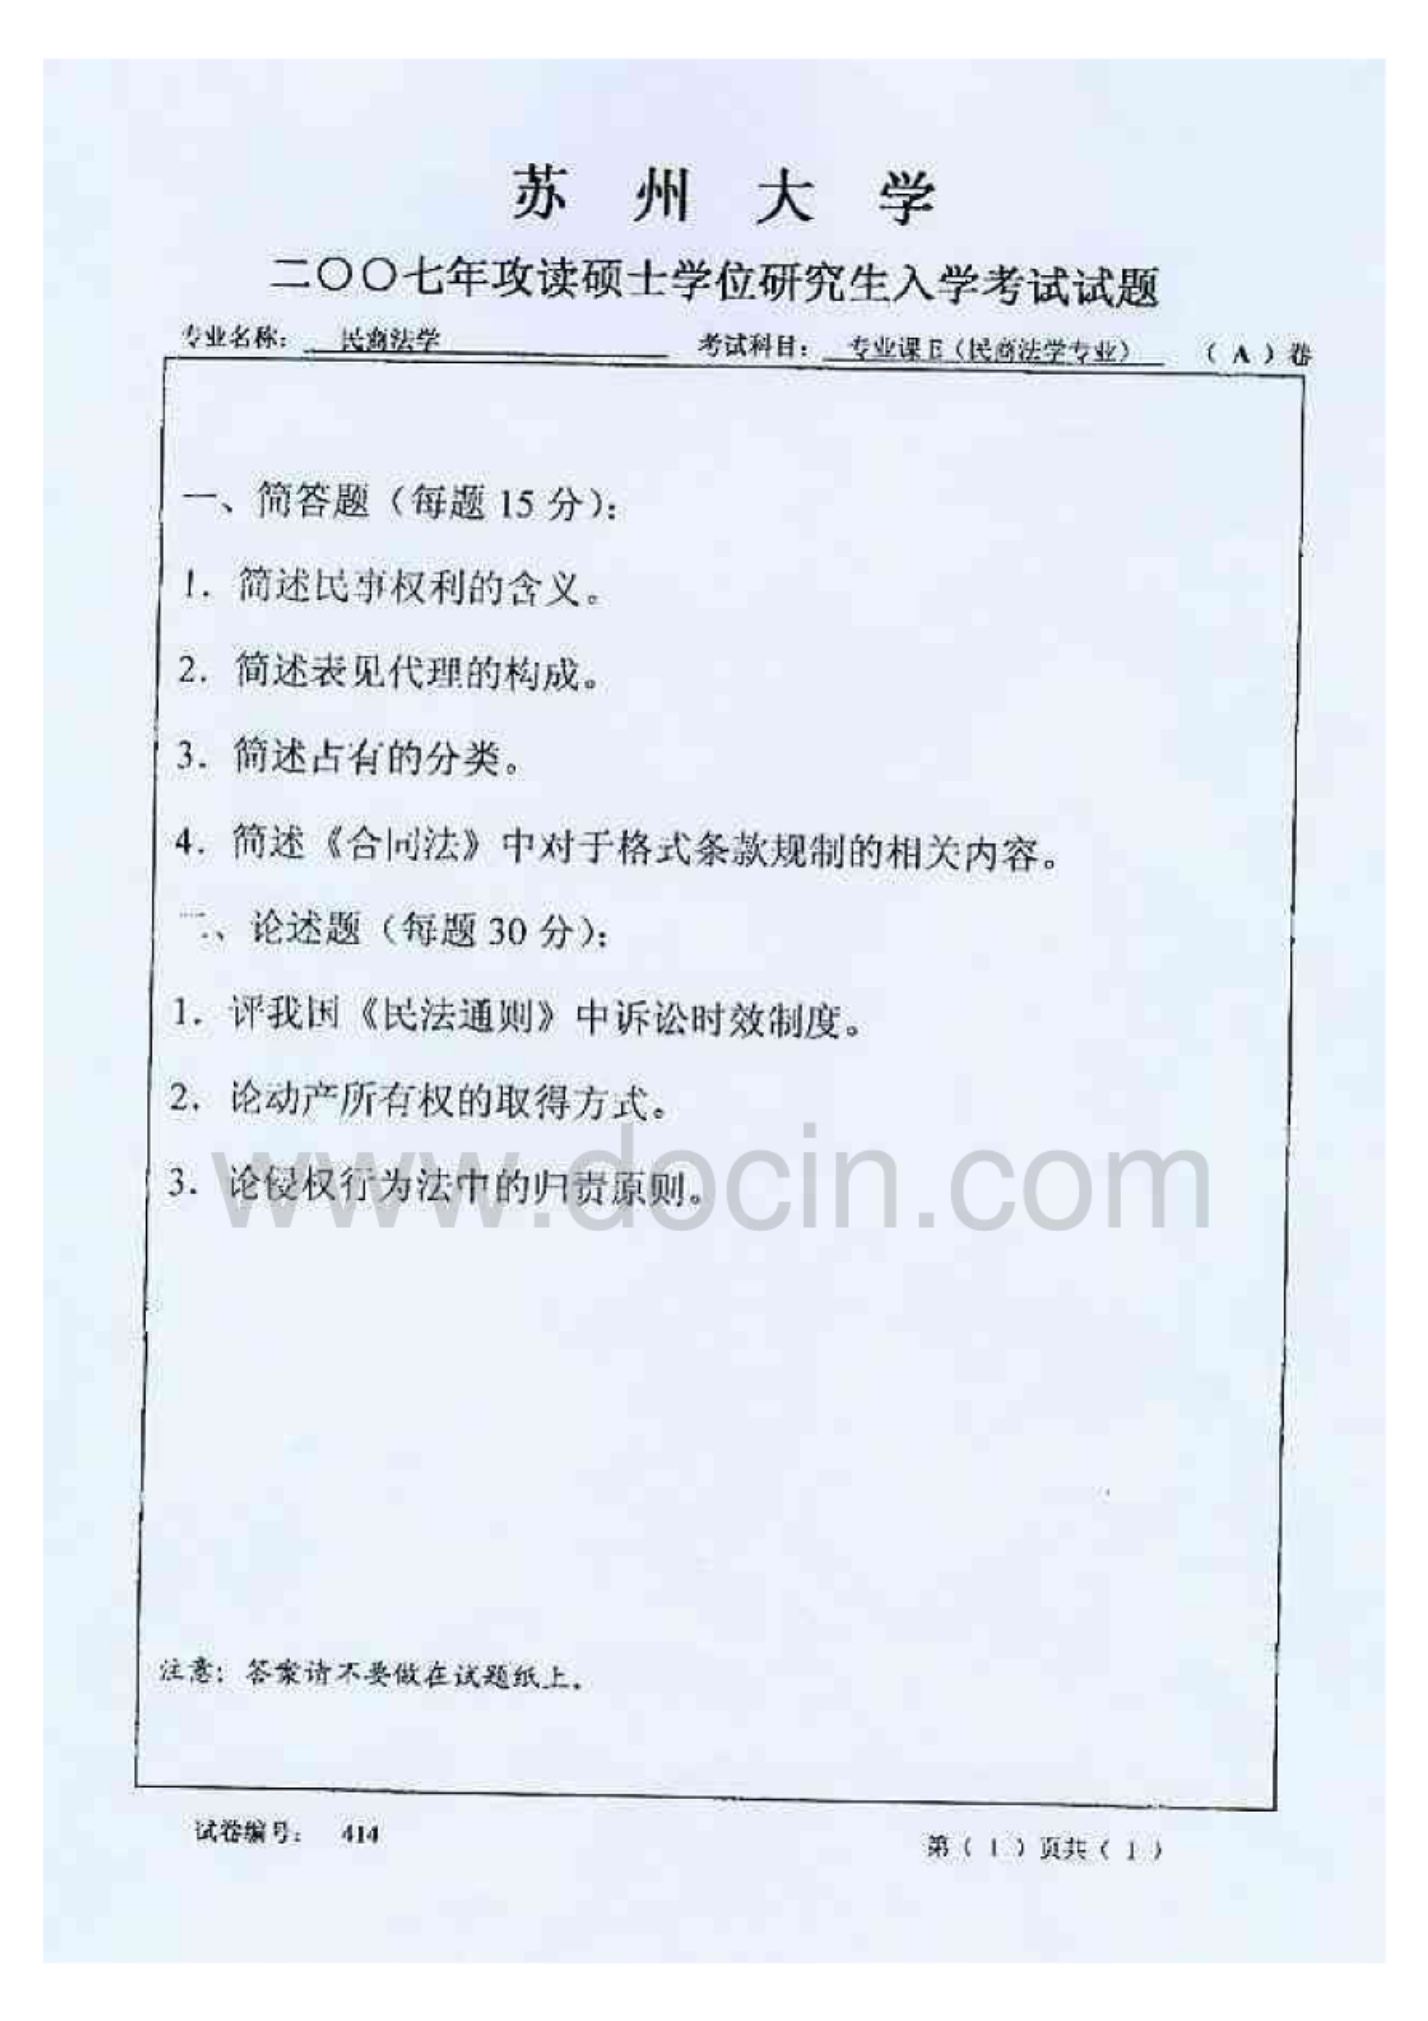 苏州大学
二〇〇七年攻读硕士学位研究生入学考试试题
专业名称: 民商法学 考试科目: 专业课E(民商法学专业) (A)卷
一、简答题(每题15分):
1. 简述民事权利的含义。
2. 简述表见代理的构成。
3. 简述占有的分类。
4. 简述《合同法》中对于格式条款规制的相关内容。
二、论述题(每题30分):
1. 评我国《民法通则》中诉讼时效制度。
2. 论动产所有权的取得方式。
3. 论侵权行为法中的归责原则。
www.docin.com
注意: 答案请不要做在试题纸上。
试卷编号: 414
第(1)页共(1)